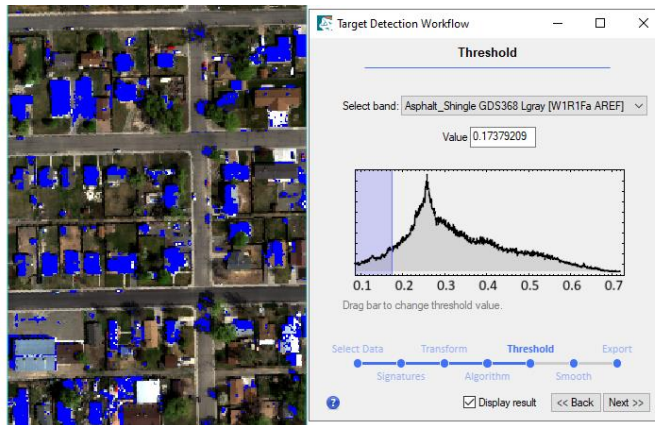 Target Detection Workflow
Threshold
Select band: Asphalt_Shingle GDS368 Lgray [W1R1Fa AREF]
Value 0.17379209
0.1 0.2 0.3 0.4 0.5 0.6 0.7
Drag bar to change threshold value.
Select Data Transform Threshold Export
Signatures Algorithm Smooth
? Display result << Back Next >>